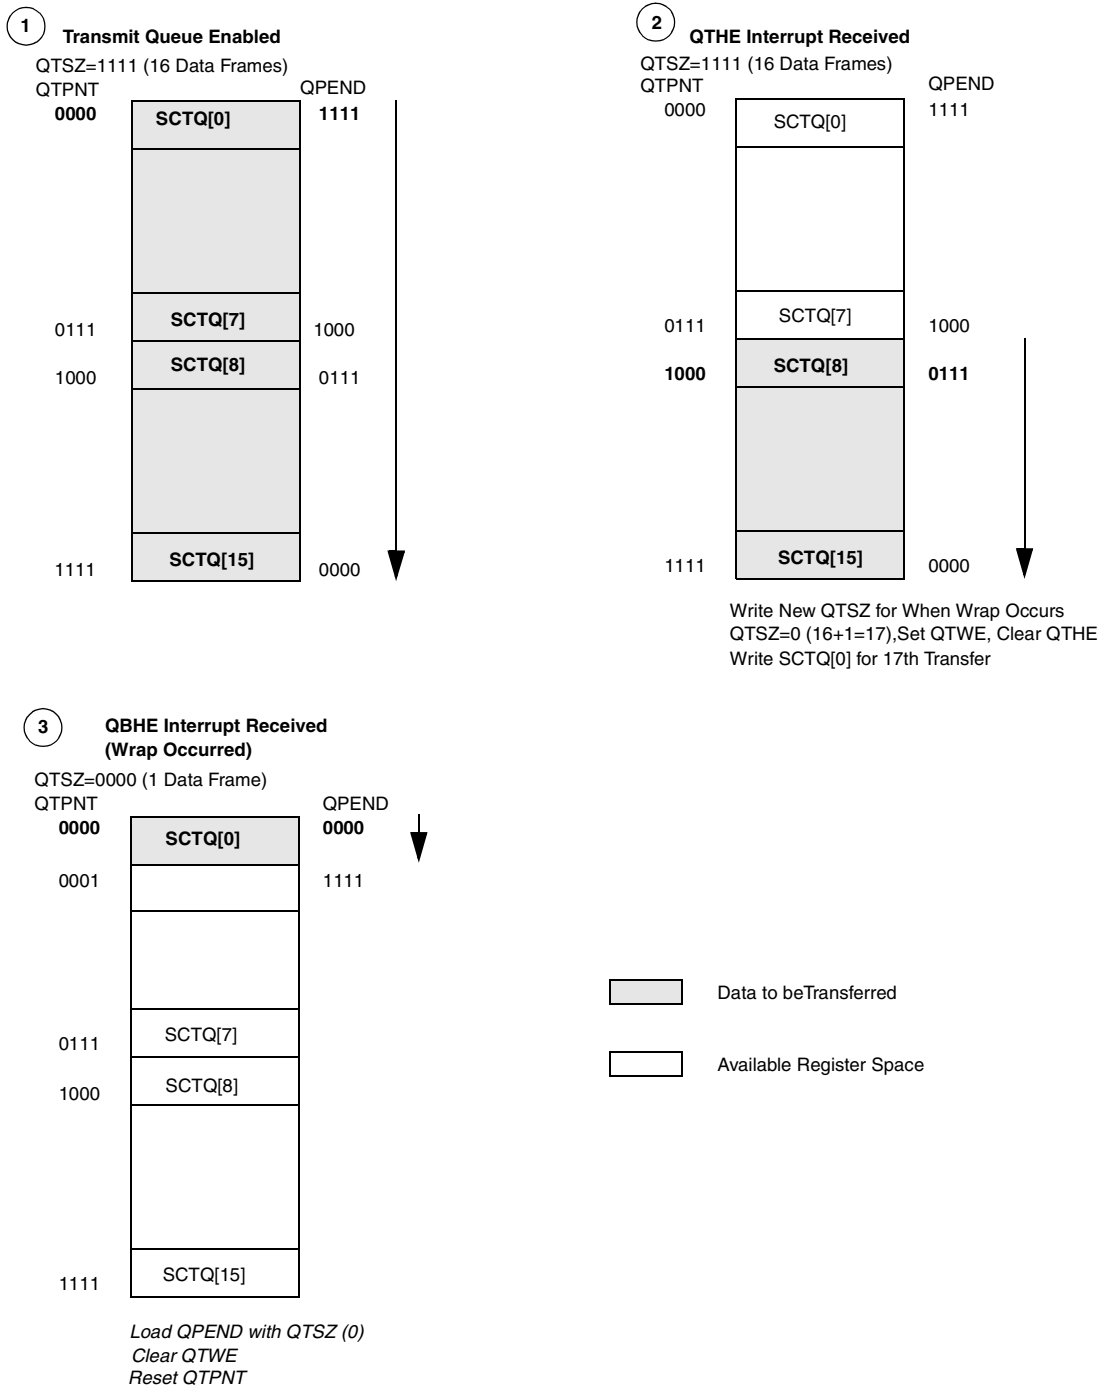 1
Transmit Queue Enabled
QTSZ=1111 (16 Data Frames)
QTPNT QPEND
0000 SCTQ[0] 1111
0111 SCTQ[7] 1000
1000 SCTQ[8] 0111
1111 SCTQ[15] 0000
2
QTHE Interrupt Received
QTSZ=1111 (16 Data Frames)
QTPNT QPEND
0000 SCTQ[0] 1111
0111 SCTQ[7] 1000
1000 SCTQ[8] 0111
1111 SCTQ[15] 0000
Write New QTSZ for When Wrap Occurs
QTSZ=0 (16+1=17),Set QTWE, Clear QTHE
Write SCTQ[0] for 17th Transfer
3
QBHE Interrupt Received
(Wrap Occurred)
QTSZ=0000 (1 Data Frame)
QTPNT QPEND
0000 SCTQ[0] 0000
0001 1111
0111 SCTQ[7]
1000 SCTQ[8]
1111 SCTQ[15]
Load QPEND with QTSZ (0)
Clear QTWE
Reset QTPNT
Data to beTransferred
Available Register Space